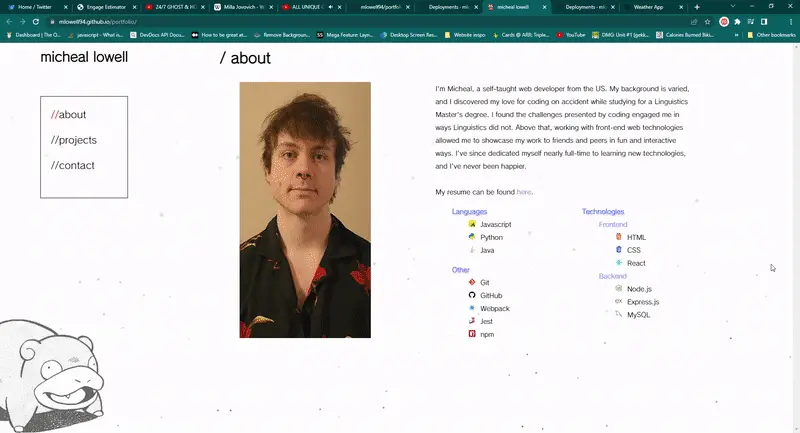 Home / Twitter
Engage Estimator
24/7 GHOST & HO
Milla Jovovich - Wi
ALL UNIQUE G
mlowell94/portfo
Deployments - ml
micheal lowell
Deployments - ml
Weather App
mlowell94.github.io/portfolio/
Dashboard | The O...
javascript - What is...
DevDocs API Docu...
How to be great at...
Remove Backgroun...
SS Mega Feature: Layn...
Desktop Screen Res...
Website inspo
Cards @ ARR: Triple...
YouTube
DMG: Unit #1 [gekk...
Calories Burned Biki...
Other bookmarks
micheal lowell
//about
//projects
//contact
/ about
I'm Micheal, a self-taught web developer from the US. My background is varied,
and I discovered my love for coding on accident while studying for a Linguistics
Master's degree. I found the challenges presented by coding engaged me in
ways Linguistics did not. Above that, working with front-end web technologies
allowed me to showcase my work to friends and peers in fun and interactive
ways. I've since dedicated myself nearly full-time to learning new technologies,
and I've never been happier.
My resume can be found here.
Languages
Javascript
Python
Java
Other
Git
GitHub
Webpack
Jest
npm
Technologies
Frontend
HTML
CSS
React
Backend
Node.js
Express.js
MySQL